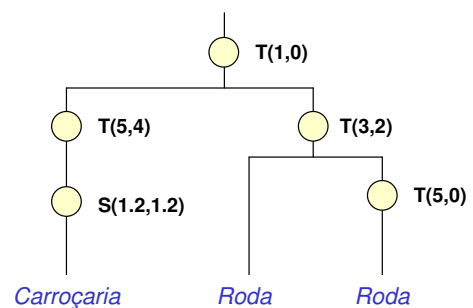 T(1,0)
T(5,4)
T(3,2)
S(1.2,1.2)
T(5,0)
Carroçaria
Roda
Roda